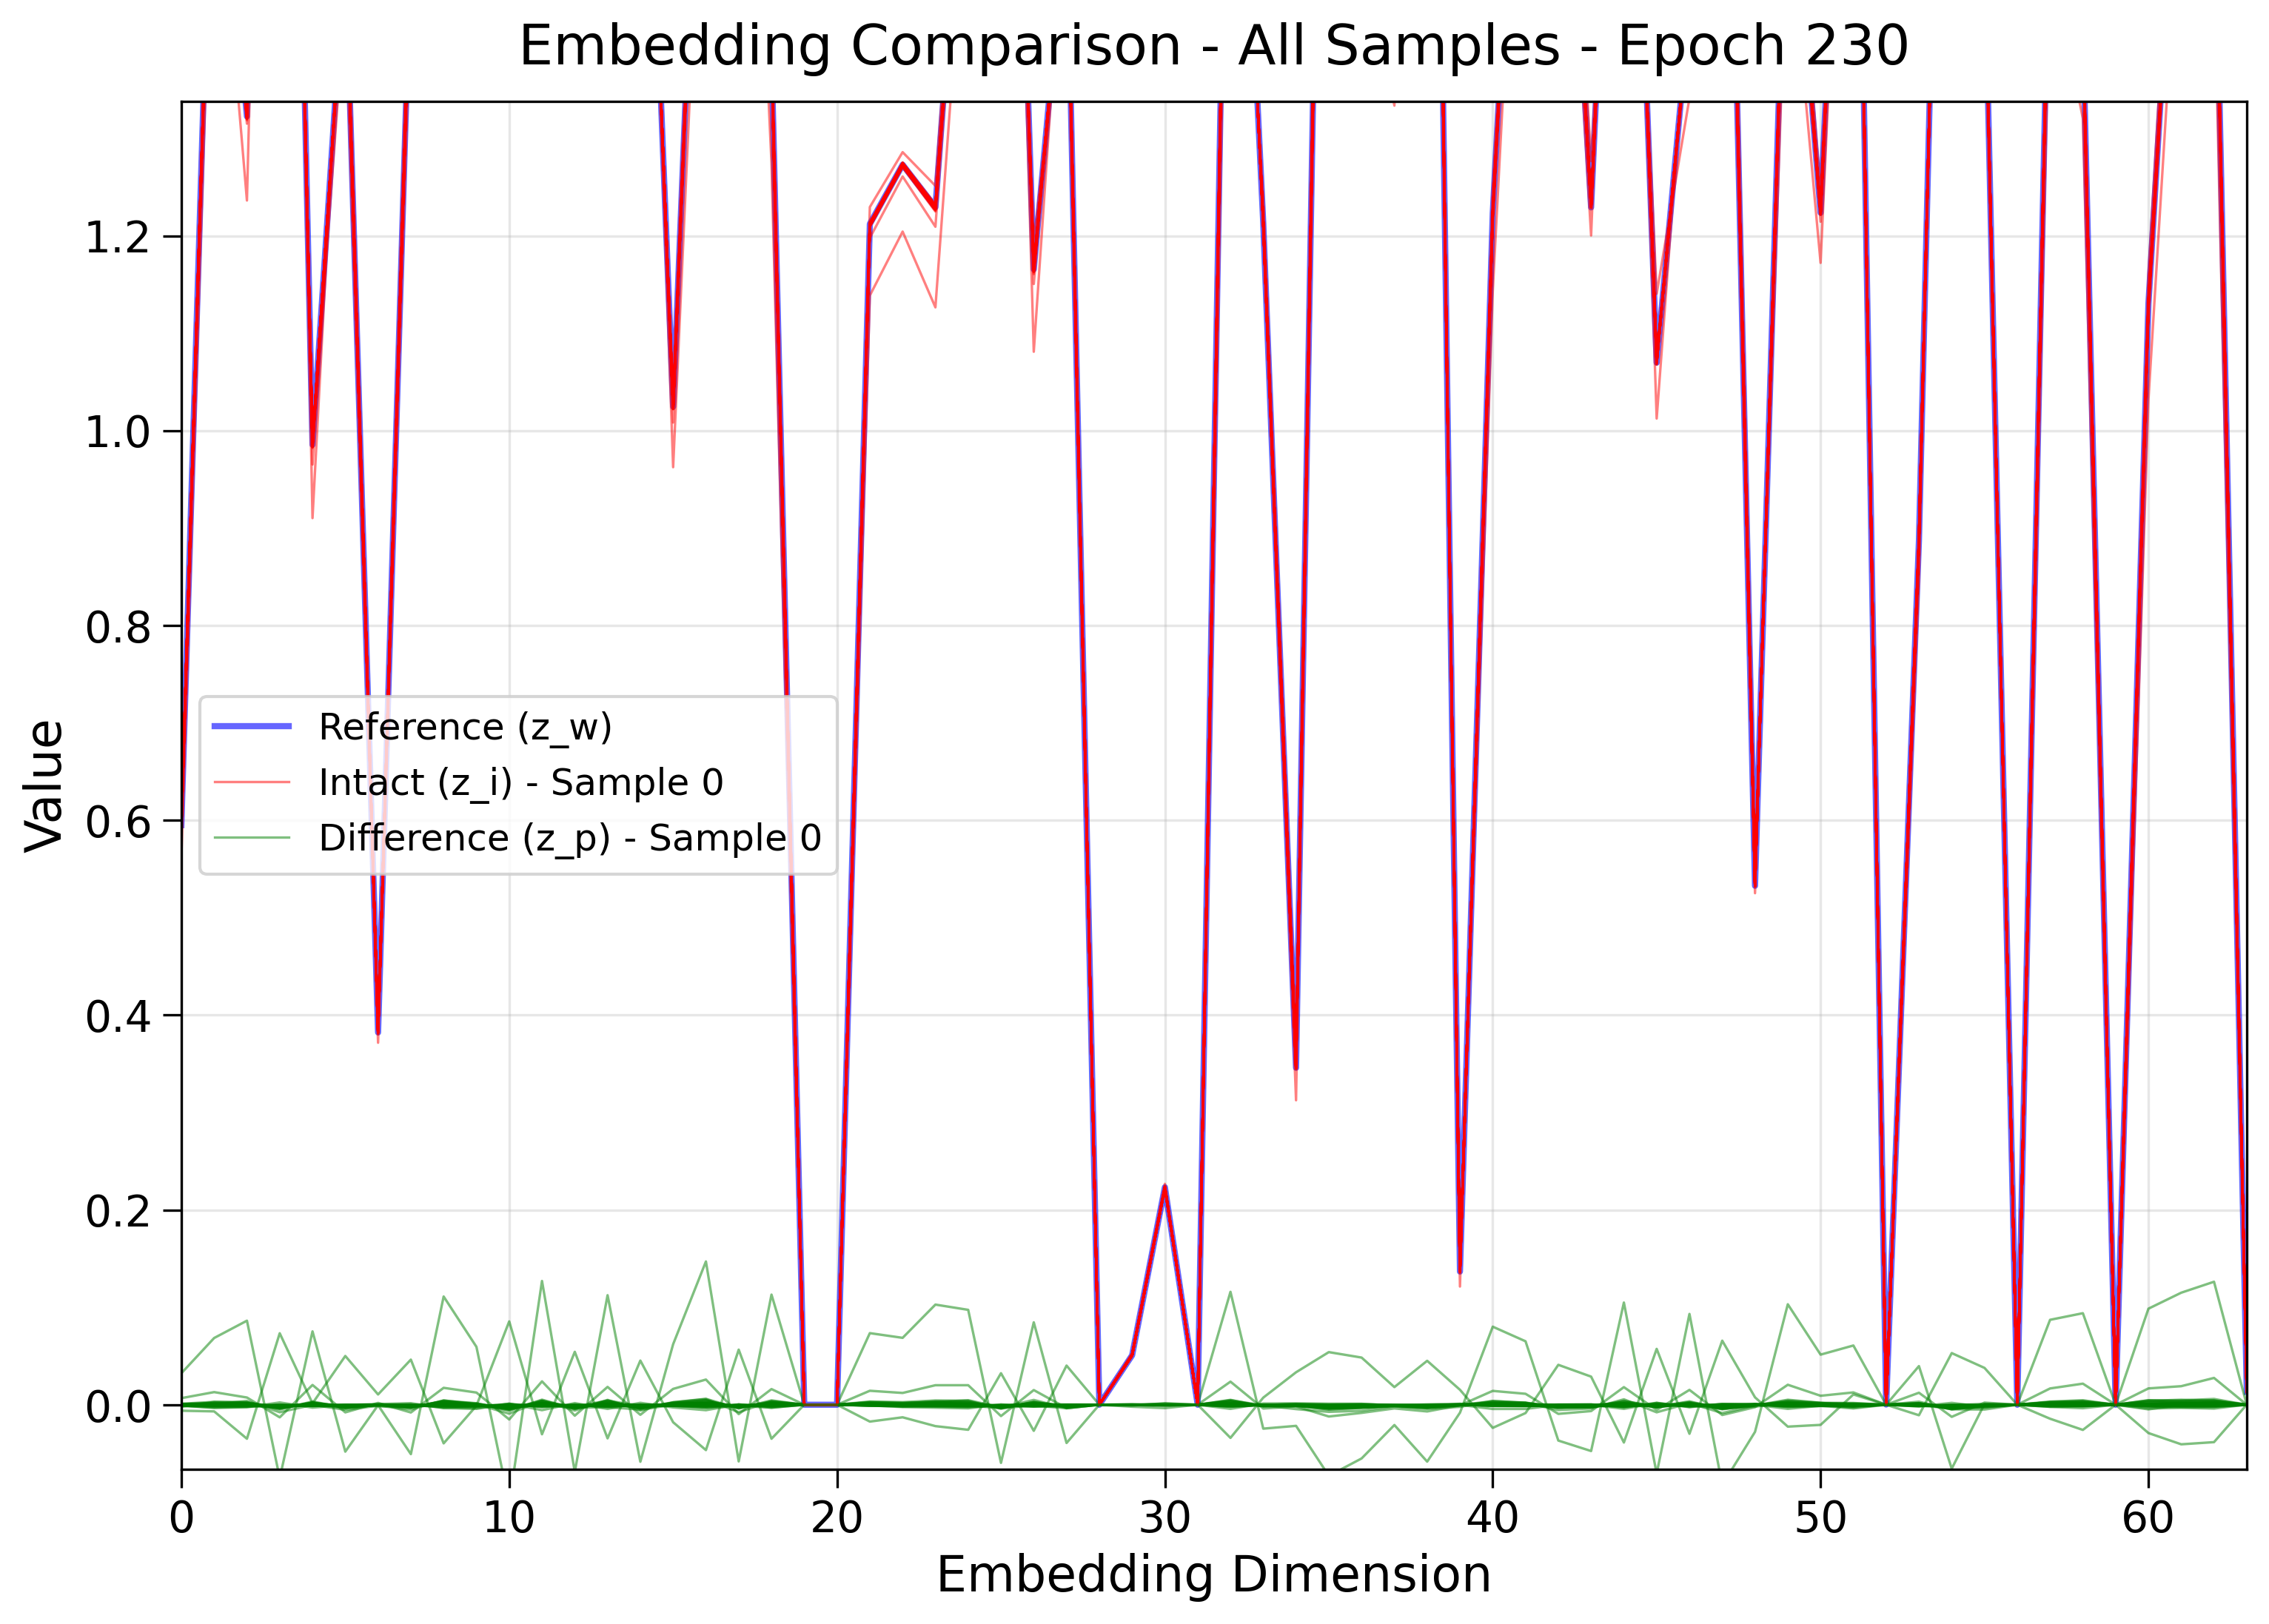 Embedding Comparison - All Samples - Epoch 230
Value
1.2
1.0
0.8
0.6
0.4
0.2
0.0
Reference (z_w)
Intact (z_i) - Sample 0
Difference (z_p) - Sample 0
0 10 20 30 40 50 60
Embedding Dimension